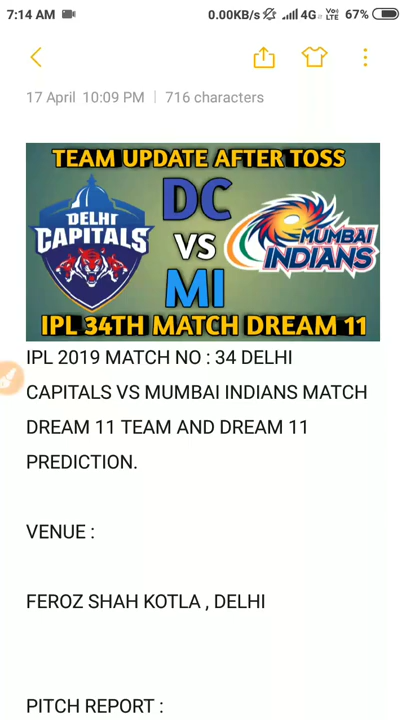 7:14 AM 0.00KB/s 4G Vo) LTE 67%
17 April 10:09 PM | 716 characters
TEAM UPDATE AFTER TOSS
DELHI
CAPITALS
DC
VS
MI
MUMBAI
INDIANS
IPL 34TH MATCH DREAM 11
IPL 2019 MATCH NO : 34 DELHI
CAPITALS VS MUMBAI INDIANS MATCH
DREAM 11 TEAM AND DREAM 11
PREDICTION.
VENUE :
FEROZ SHAH KOTLA , DELHI
PITCH REPORT :